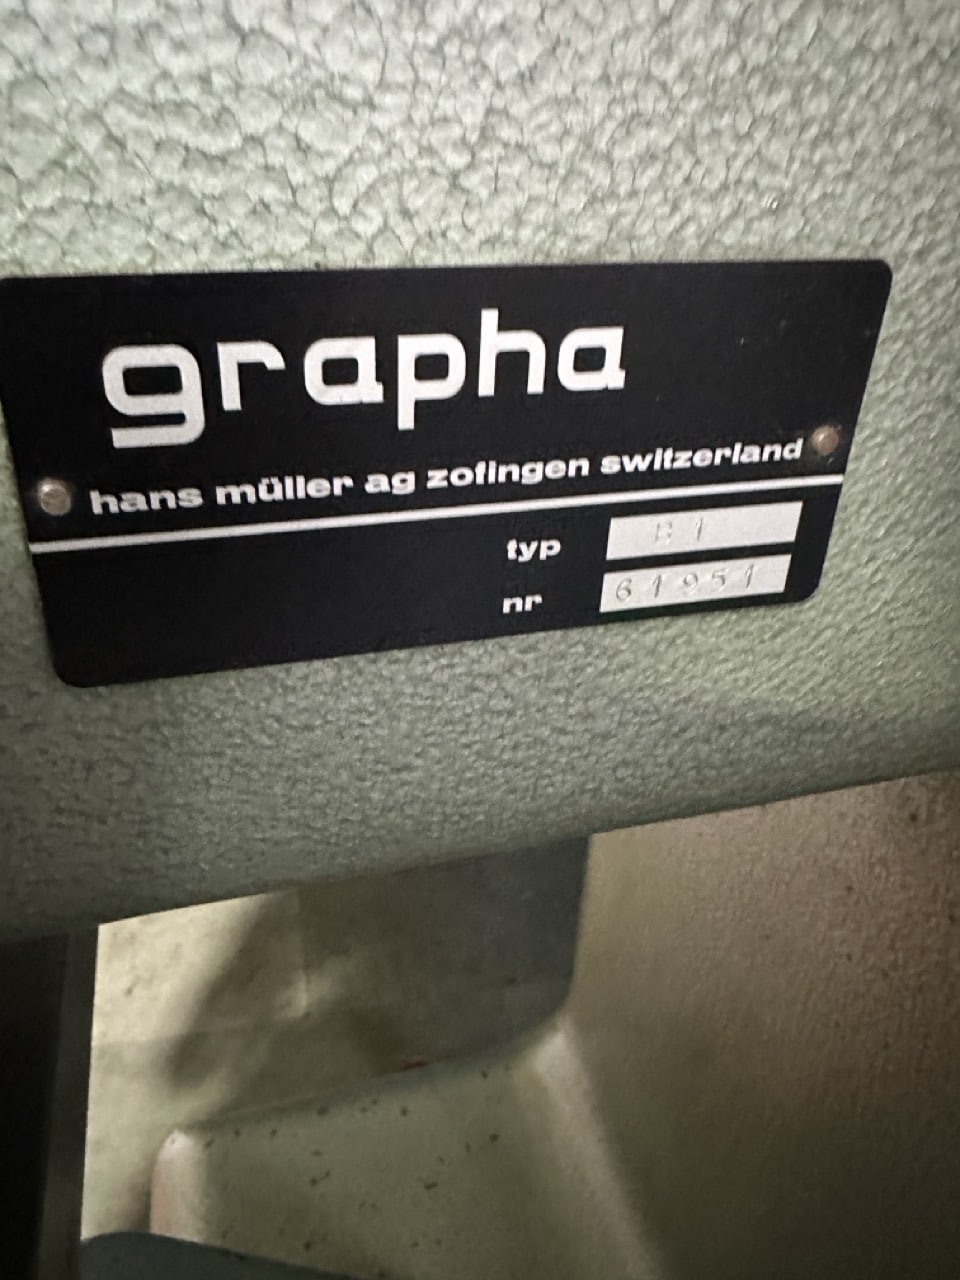 grapha
hans müller ag zofingen switzerland
typ
nr 61951